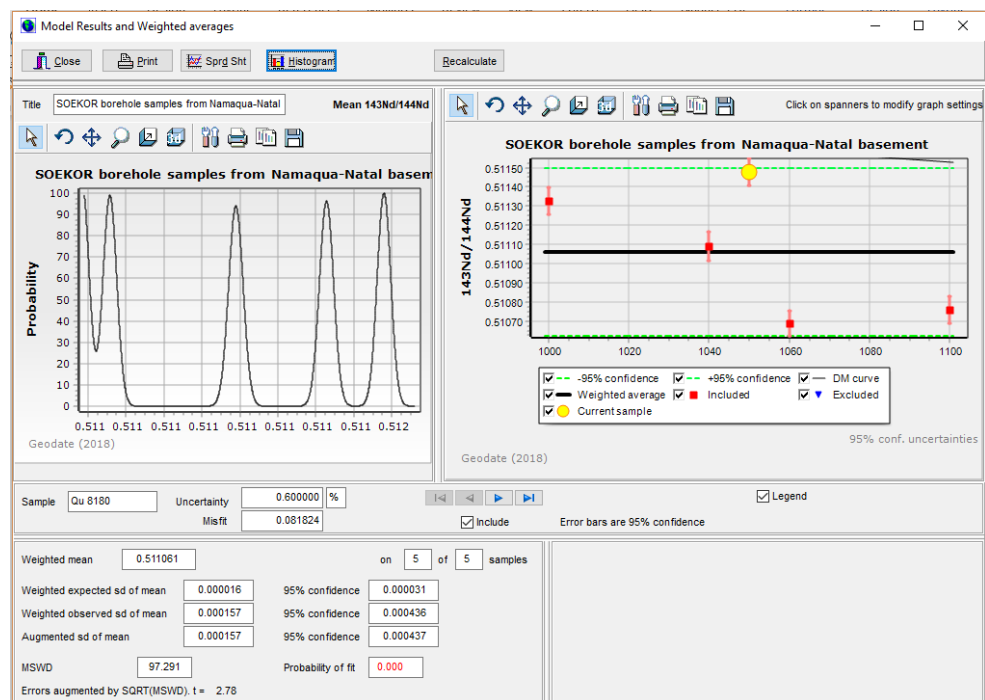 Model Results and Weighted averages
Close Print Sprd Sht Histogram Recalculate
Title SOEKOR borehole samples from Namaqua-Natal Mean 143Nd/144Nd
SOEKOR borehole samples from Namaqua-Natal basem
100
90
80
70
60
50
40
30
20
10
0
Probability
0.511 0.511 0.511 0.511 0.511 0.511 0.511 0.511 0.512
Geodate (2018)
Click on spanners to modify graph settings
SOEKOR borehole samples from Namaqua-Natal basement
0.51150
0.51140
0.51130
0.51120
0.51110
0.51100
0.51090
0.51080
0.51070
143Nd/144Nd
1000 1020 1040 1060 1080 1100
-95% confidence +95% confidence DM curve
Weighted average Included Excluded
Current sample
95% conf. uncertainties
Geodate (2018)
Sample Qu 8180 Uncertainty 0.600000 % Legend
Misfit 0.081824 Include Error bars are 95% confidence
Weighted mean 0.511061 on 5 of 5 samples
Weighted expected sd of mean 0.000016 95% confidence 0.000031
Weighted observed sd of mean 0.000157 95% confidence 0.000436
Augmented sd of mean 0.000157 95% confidence 0.000437
MSWD 97.291 Probability of fit 0.000
Errors augmented by SQRT(MSWD). t = 2.78